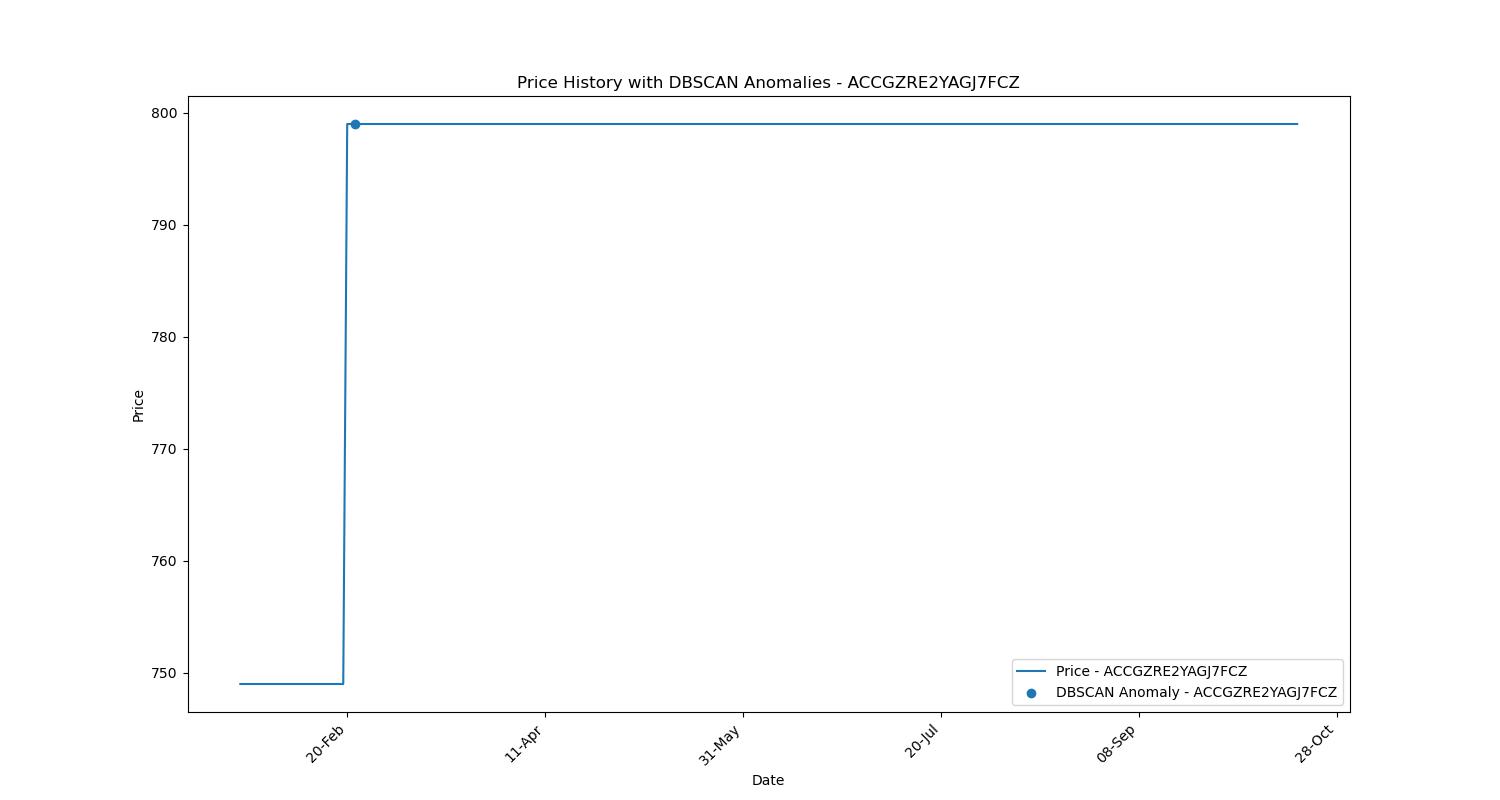 Price History with DBSCAN Anomalies - ACCGZRE2YAGJ7FCZ
800
790
780
770
760
750
Price
20-Feb
11-Apr
31-May
20-Jul
08-Sep
28-Oct
Date
Price - ACCGZRE2YAGJ7FCZ
DBSCAN Anomaly - ACCGZRE2YAGJ7FCZ